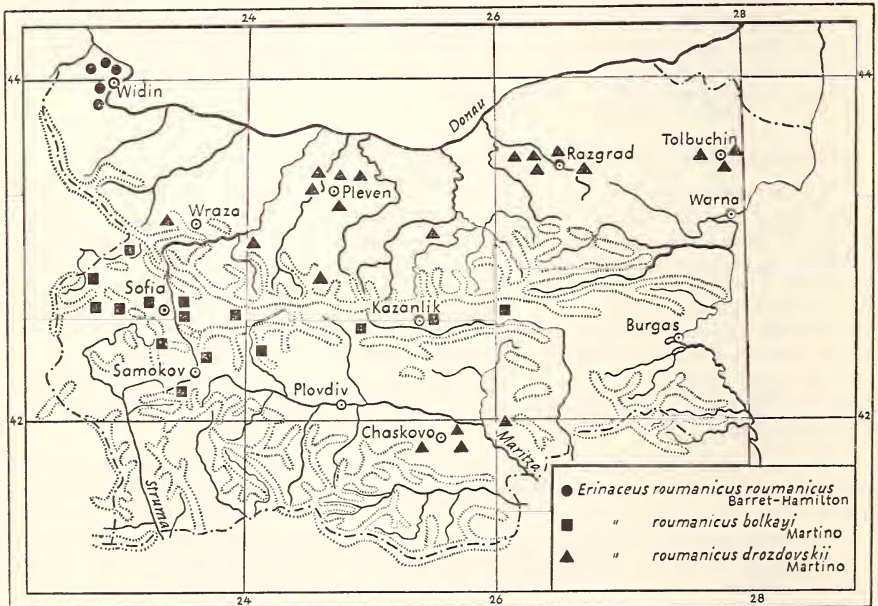 24
26
28
44
44
Widin
Donau
Tolbuchin
Razgrad
Pleven
Warna
Wraza
Sofia
Kazanlik
Burgas
Samokov
Plovdiv
42
42
Chaskovo
Maritza
Struma
Erinaceus roumanicus roumanicus
Barret-Hamilton
" roumanicus bolkayi
Martino
" roumanicus drozdovskii
Martino
24
26
28